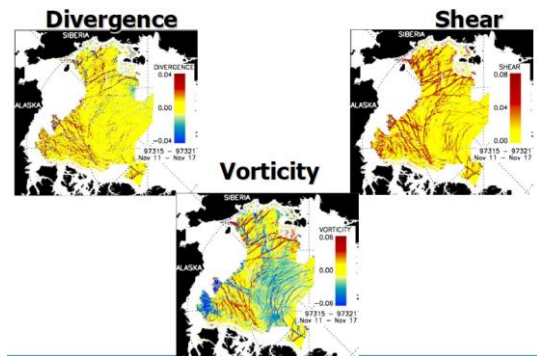 Divergence
SIBERIA
DIVERGENCE
0.04
0.00
-0.04
ALASKA
97315 - 97321
Nov 11 - Nov 17
Shear
SIBERIA
SHEAR
0.08
0.04
0.00
ALASKA
97315 - 97321
Nov 11 - Nov 17
Vorticity
SIBERIA
VORTICITY
0.06
0.00
-0.06
ALASKA
97315 - 97321
Nov 11 - Nov 17